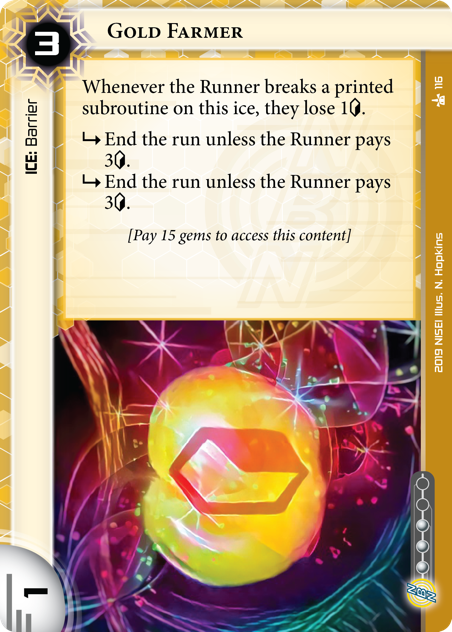 3
GOLD FARMER
ICE: Barrier
Whenever the Runner breaks a printed
subroutine on this ice, they lose 1.
↳ End the run unless the Runner pays
3.
↳ End the run unless the Runner pays
3.
[Pay 15 gems to access this content]
116
2019 NISEI Illus. N. Hopkins
1
NBN